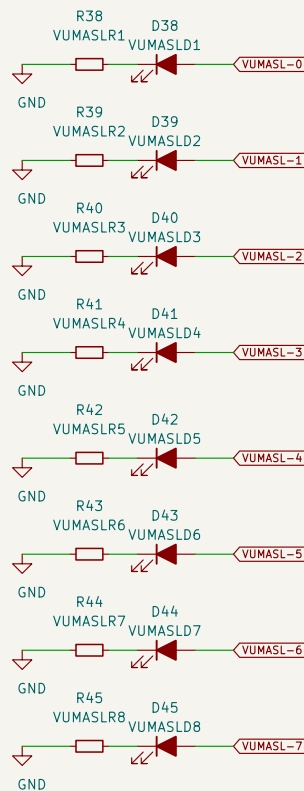 R38
VUMASLR1
D38
VUMASLD1
VUMASL-0
GND
R39
VUMASLR2
D39
VUMASLD2
VUMASL-1
GND
R40
VUMASLR3
D40
VUMASLD3
VUMASL-2
GND
R41
VUMASLR4
D41
VUMASLD4
VUMASL-3
GND
R42
VUMASLR5
D42
VUMASLD5
VUMASL-4
GND
R43
VUMASLR6
D43
VUMASLD6
VUMASL-5
GND
R44
VUMASLR7
D44
VUMASLD7
VUMASL-6
GND
R45
VUMASLR8
D45
VUMASLD8
VUMASL-7
GND